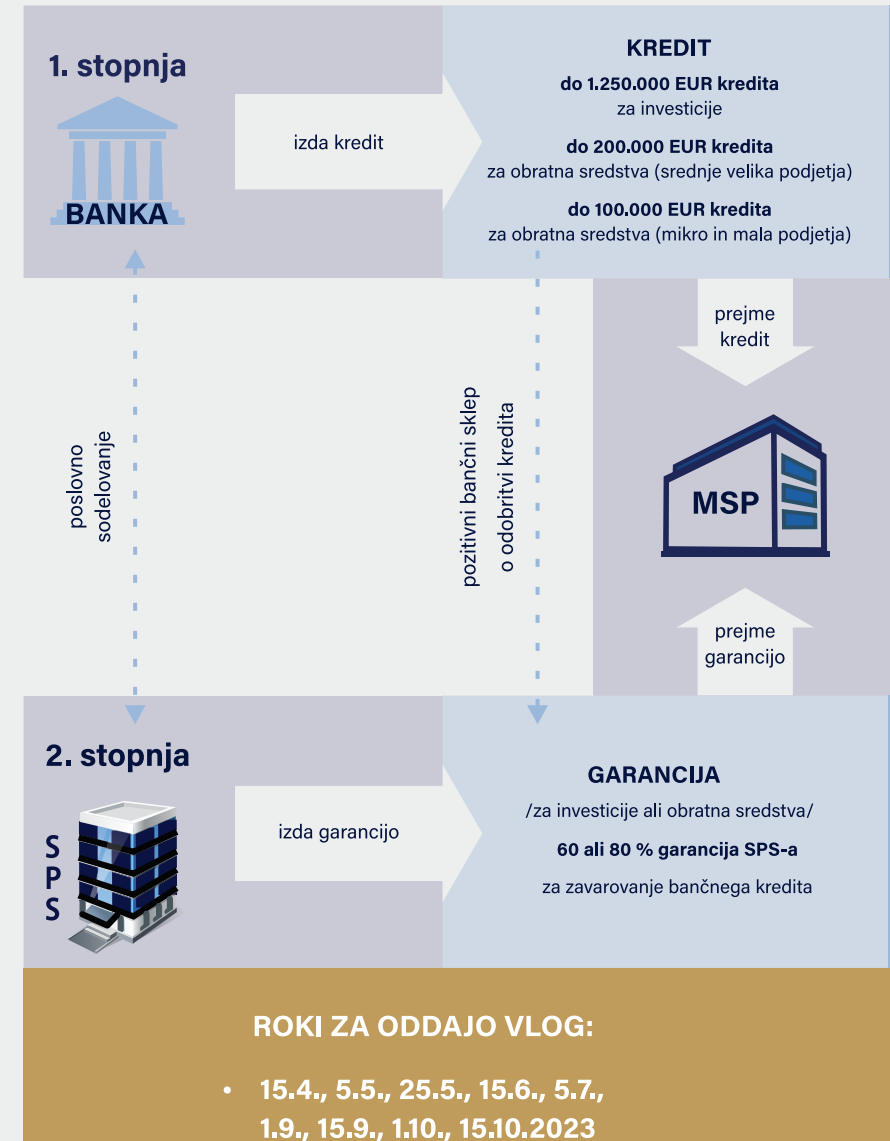 1. stopnja
BANKA
izda kredit
KREDIT
do 1.250.000 EUR kredita
za investicije
do 200.000 EUR kredita
za obratna sredstva (srednje velika podjetja)
do 100.000 EUR kredita
za obratna sredstva (mikro in mala podjetja)
poslovno
sodelovanje
pozitivni bančni sklep
o odobritvi kredita
prejme
kredit
MSP
prejme
garancijo
2. stopnja
S
P
S
izda garancijo
GARANCIJA
/za investicije ali obratna sredstva/
60 ali 80 % garancija SPS-a
za zavarovanje bančnega kredita
ROKI ZA ODDAJO VLOG:
• 15.4., 5.5., 25.5., 15.6., 5.7.,
1.9., 15.9., 1.10., 15.10.2023